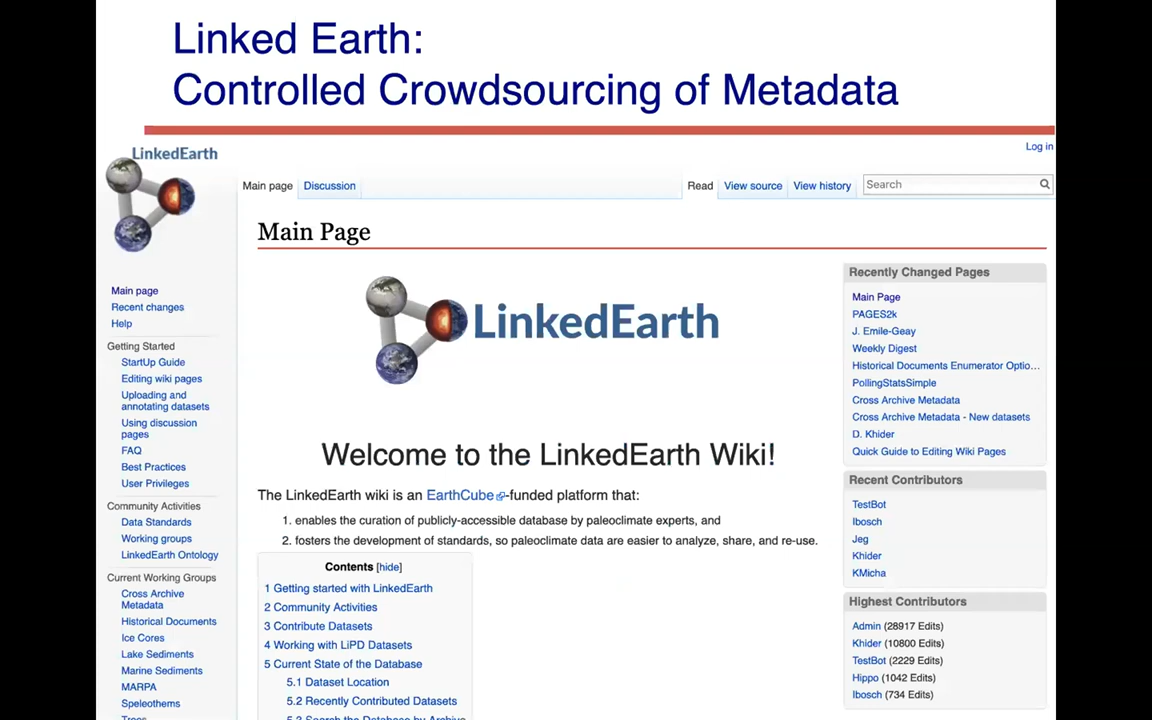 Linked Earth:
Controlled Crowdsourcing of Metadata
LinkedEarth
Log in
Main page
Discussion
Read
View source
View history
Search
Main page
Recent changes
Help
Getting Started
StartUp Guide
Editing wiki pages
Uploading and
annotating datasets
Using discussion
pages
FAQ
Best Practices
User Privileges
Community Activities
Data Standards
Working groups
LinkedEarth Ontology
Current Working Groups
Cross Archive
Metadata
Historical Documents
Ice Cores
Lake Sediments
Marine Sediments
MARPA
Speleothems
Trees
Main Page
LinkedEarth
Welcome to the LinkedEarth Wiki!
The LinkedEarth wiki is an EarthCube-funded platform that:
1. enables the curation of publicly-accessible database by paleoclimate experts, and
2. fosters the development of standards, so paleoclimate data are easier to analyze, share, and re-use.
Contents [hide]
1 Getting started with LinkedEarth
2 Community Activities
3 Contribute Datasets
4 Working with LiPD Datasets
5 Current State of the Database
5.1 Dataset Location
5.2 Recently Contributed Datasets
5.3 Search the Database by Archive
Recently Changed Pages
Main Page
PAGES2k
J. Emile-Geay
Weekly Digest
Historical Documents Enumerator Optio...
PollingStatsSimple
Cross Archive Metadata
Cross Archive Metadata - New datasets
D. Khider
Quick Guide to Editing Wiki Pages
Recent Contributors
TestBot
Ibosch
Jeg
Khider
KMicha
Highest Contributors
Admin (28917 Edits)
Khider (10800 Edits)
TestBot (2229 Edits)
Hippo (1042 Edits)
Ibosch (734 Edits)